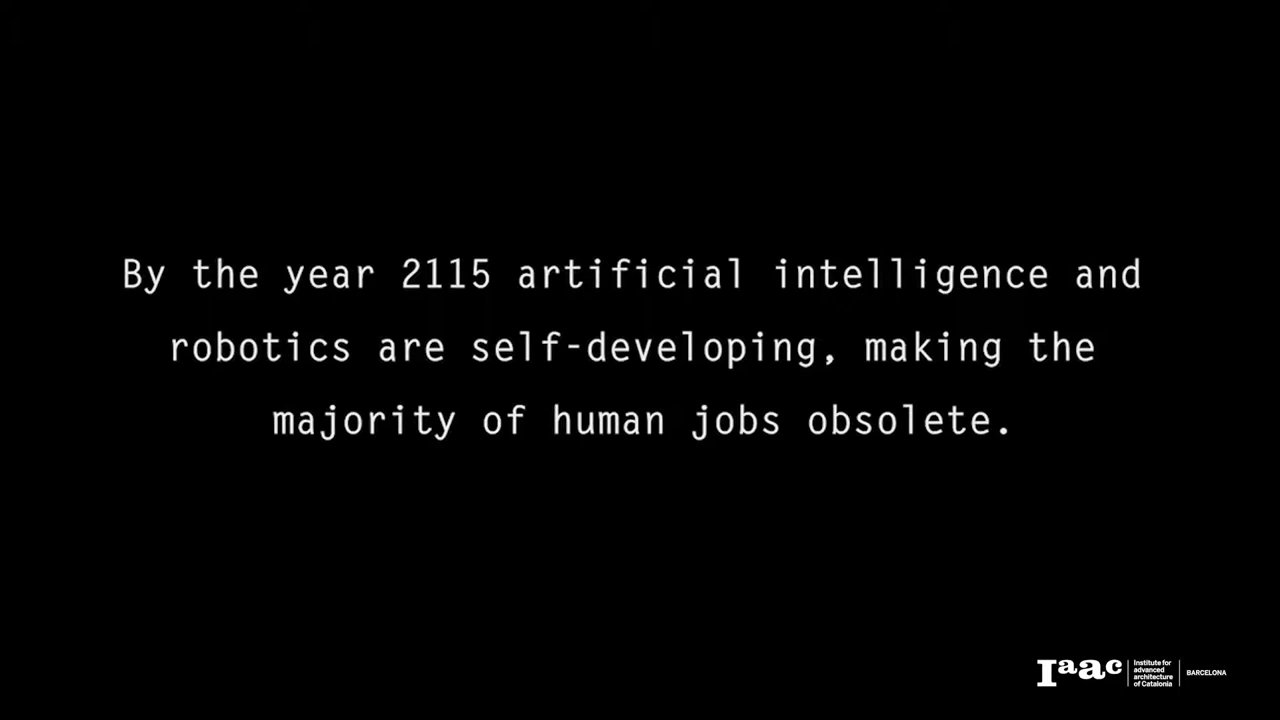 By the year 2115 artificial intelligence and
robotics are self-developing, making the
majority of human jobs obsolete.
Iaac
Institute for
advanced
architecture
of Catalonia
BARCELONA